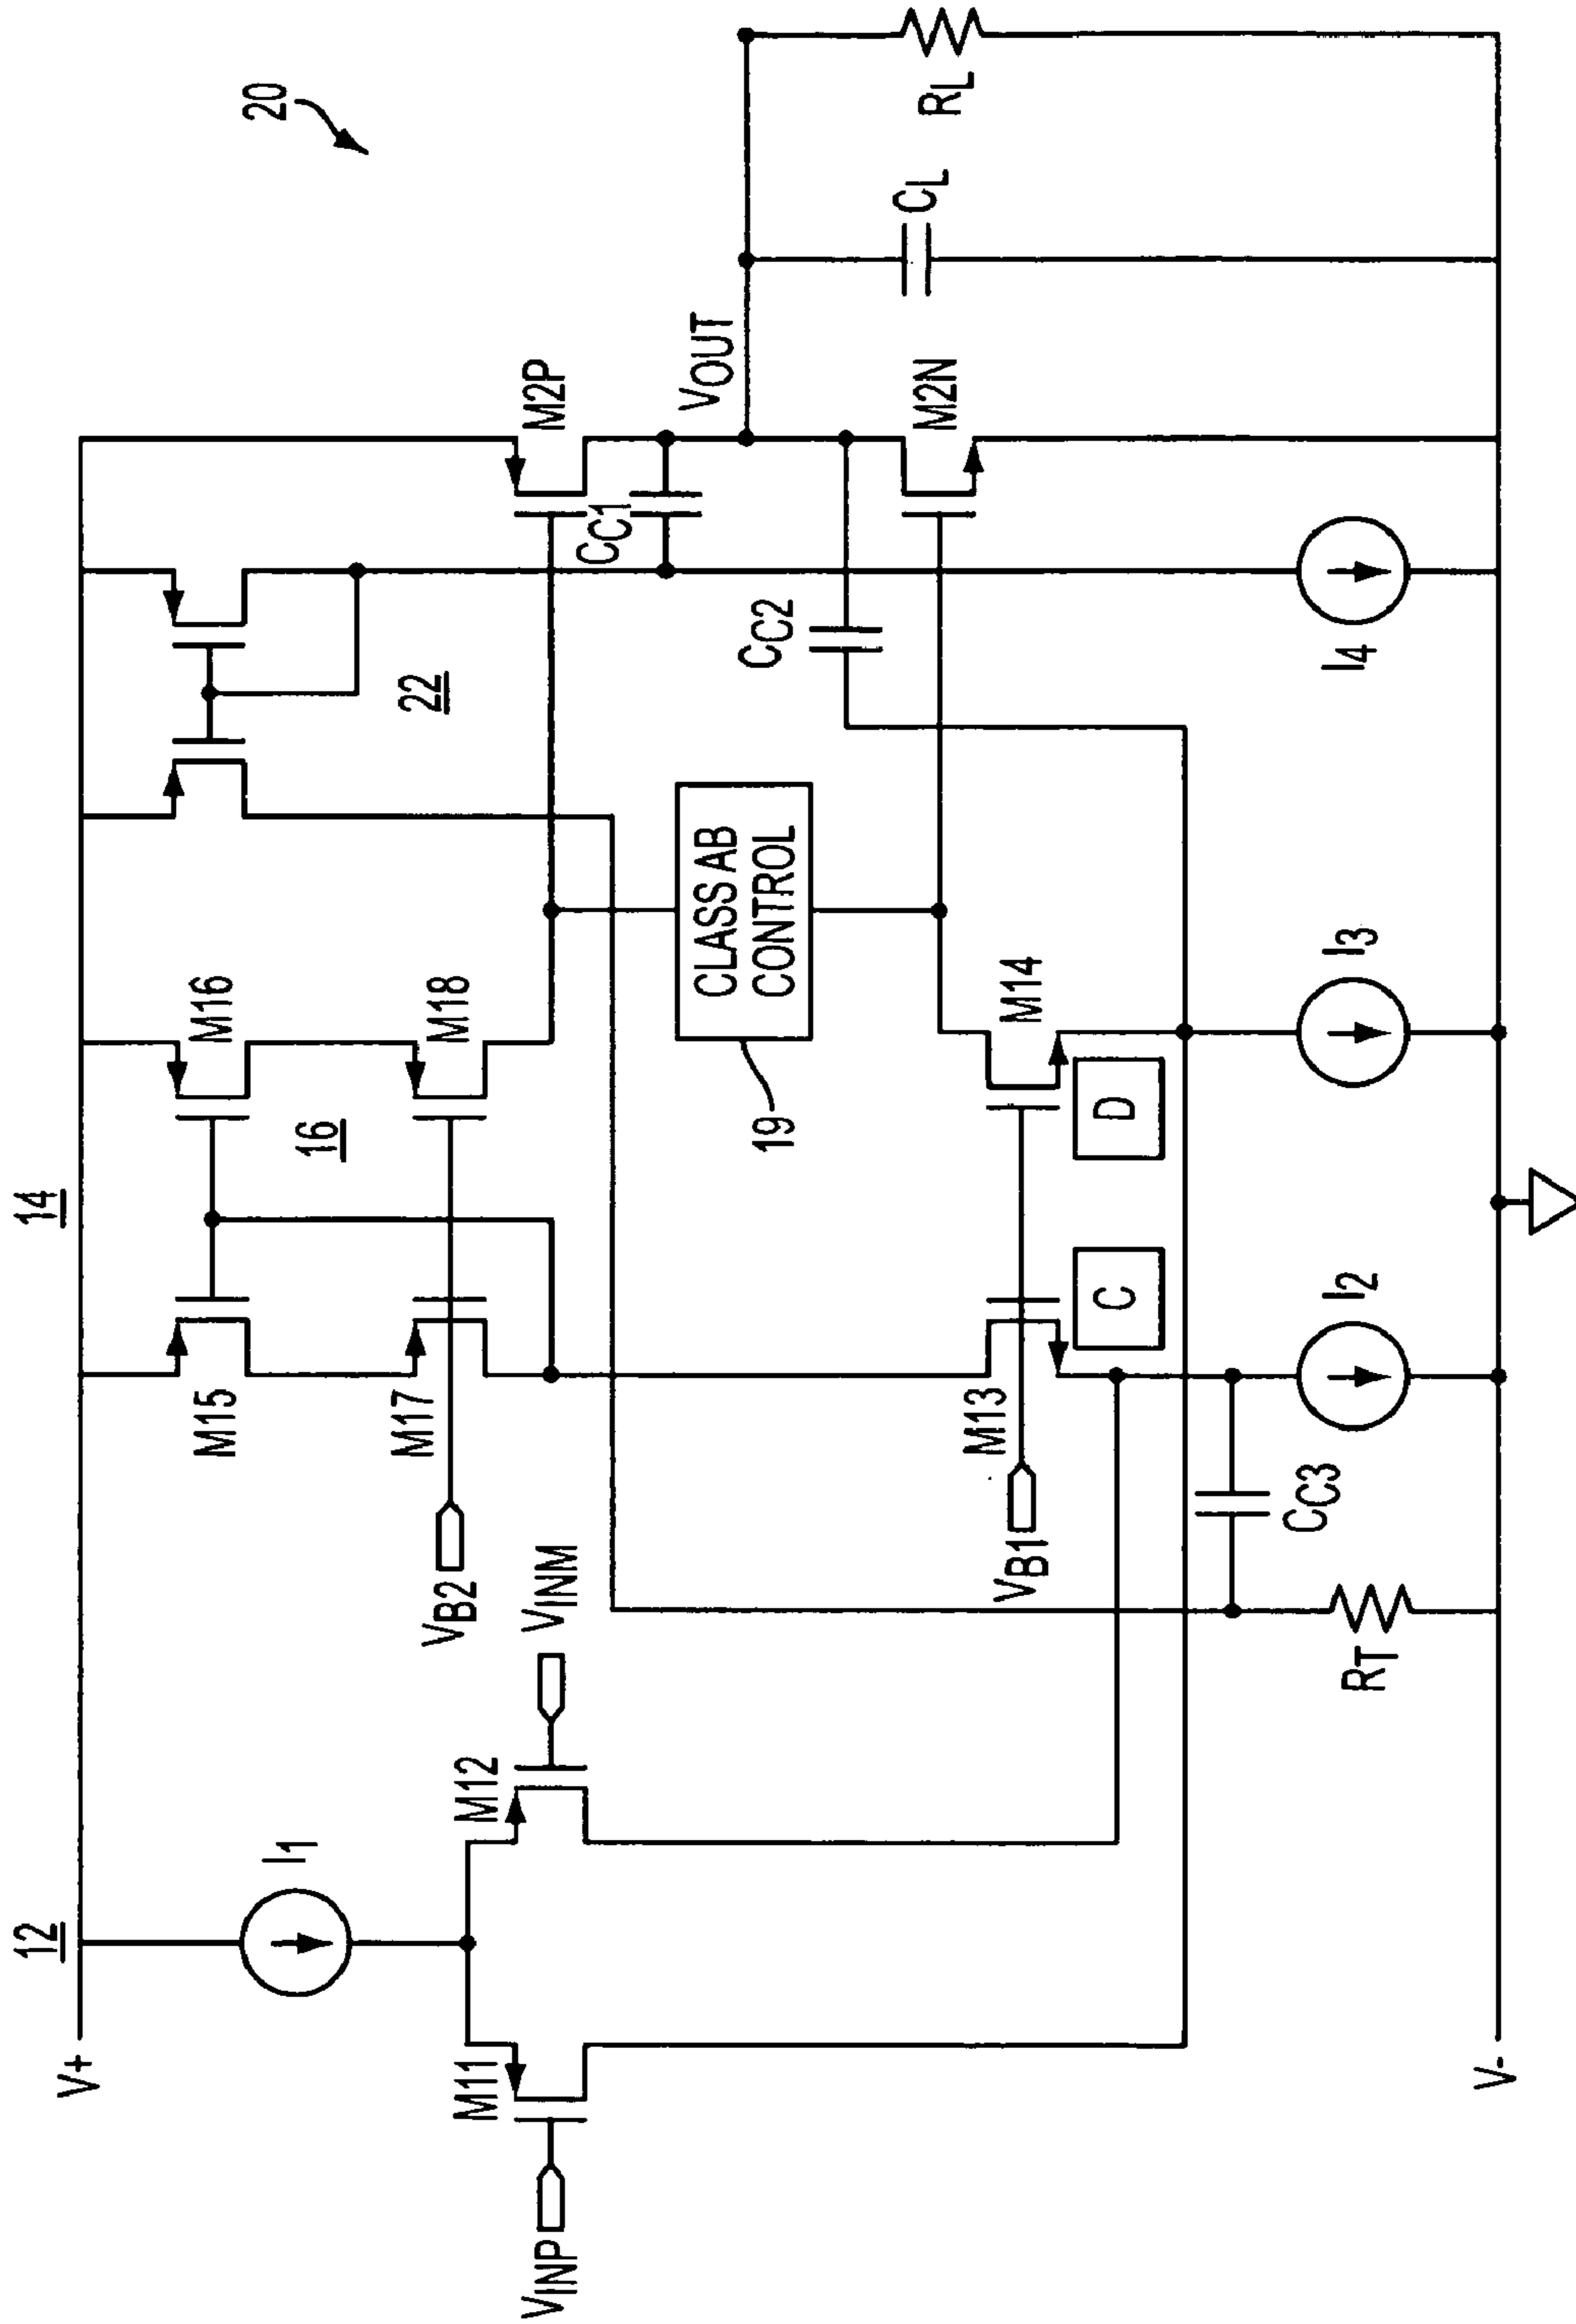 20
12
14
V+
I1
M15
M16
16
22
M17
M18
VB2
VINM
M11
M12
VINP
M2P
CC1
VOUT
CLASS AB
CONTROL
19
CC2
CL
RL
M13
M14
M2N
VB1
C
D
CC3
I2
I3
I4
RT
V-